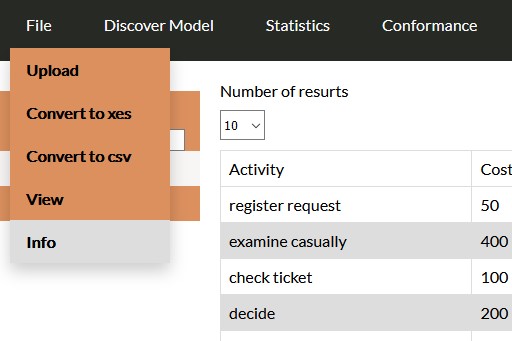 File Discover Model Statistics Conformance
Upload
Convert to xes
Convert to csv
View
Info
Number of resurts
10
Activity Cost
register request 50
examine casually 400
check ticket 100
decide 200